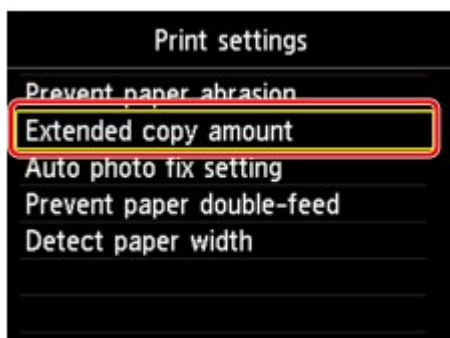 Print settings
Prevent paper abrasion
Extended copy amount
Auto photo fix setting
Prevent paper double-feed
Detect paper width